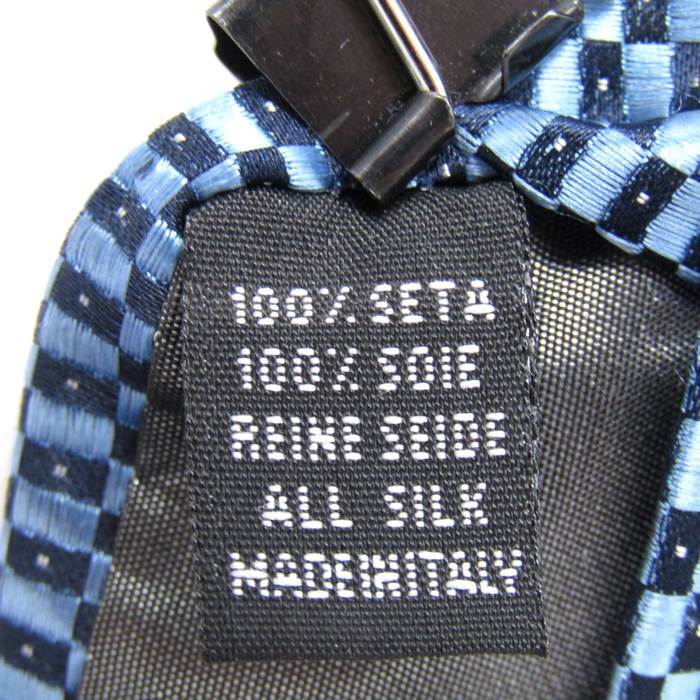 100% SETA
100% SOIE
REINE SEIDE
ALL SILK
MADE IN ITALY